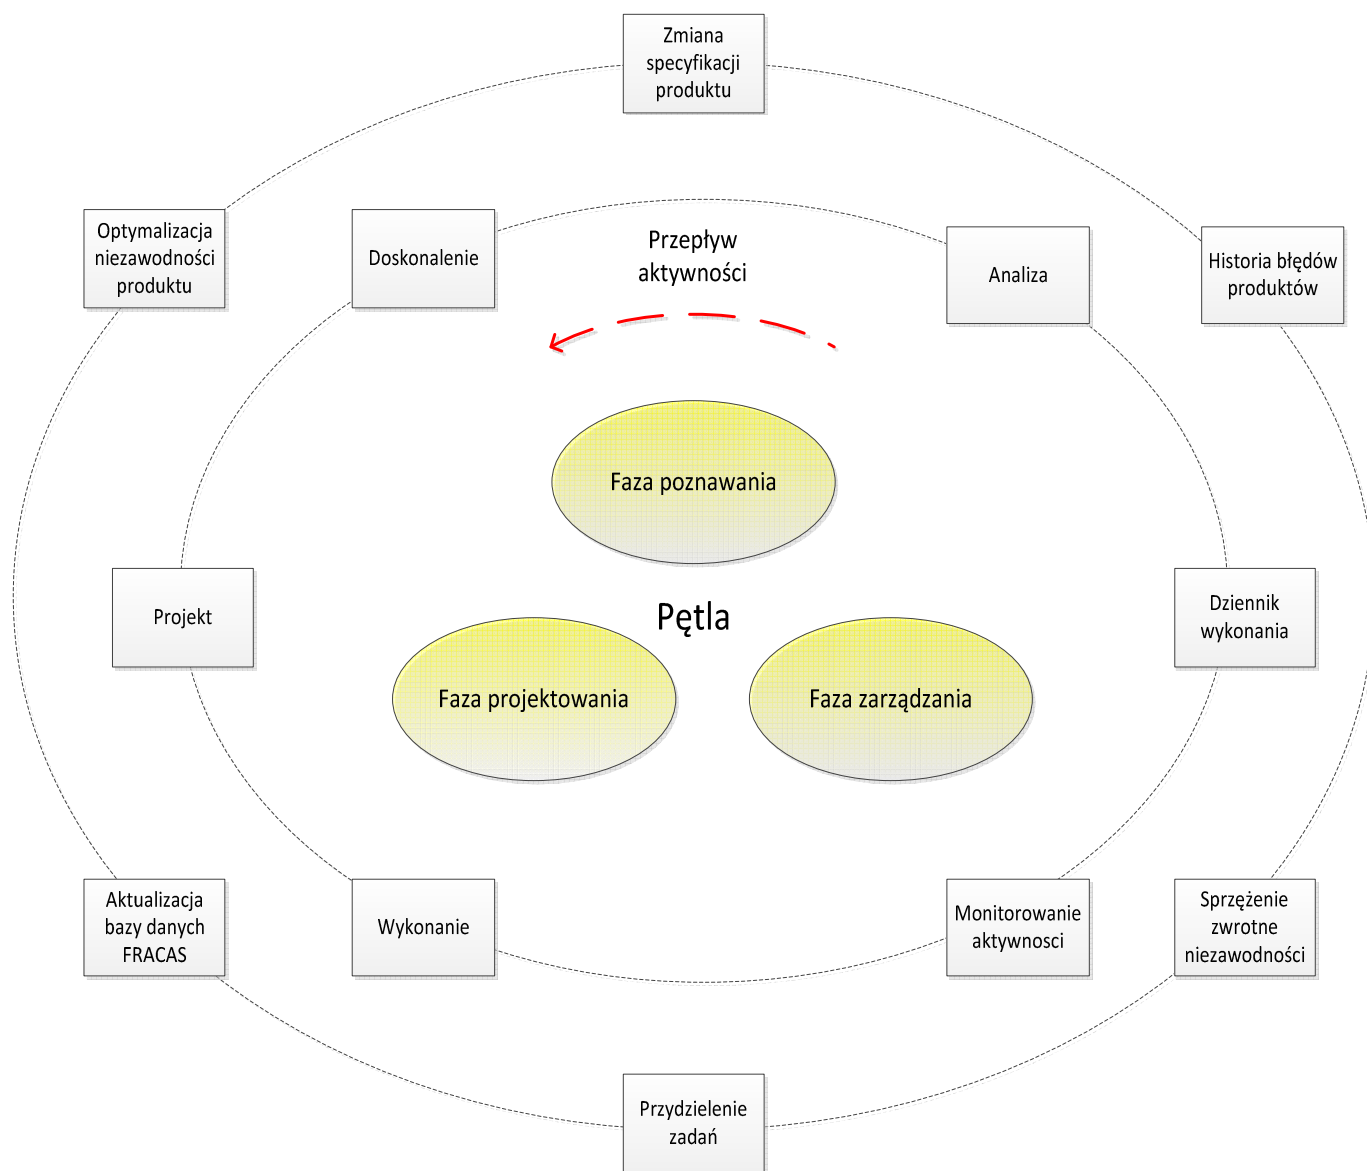 Zmiana
specyfikacji
produktu
Optymalizacja
niezawodności
produktu
Doskonalenie
Przepływ
aktywności
Analiza
Historia błędów
produktów
Faza poznawania
Projekt
Pętla
Dziennik
wykonania
Faza projektowania
Faza zarządzania
Aktualizacja
bazy danych
FRACAS
Wykonanie
Monitorowanie
aktywnosci
Sprzężenie
zwrotne
niezawodności
Przydzielenie
zadań